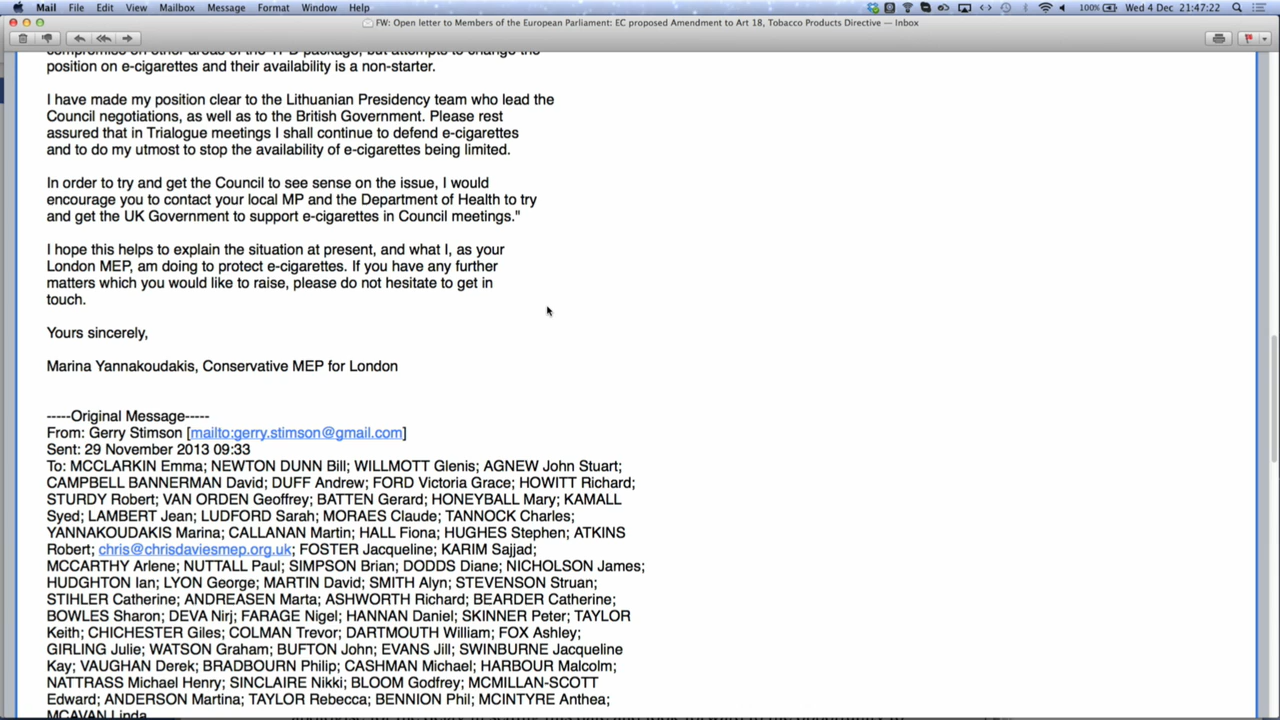 Mail File Edit View Mailbox Message Format Window Help 100% Wed 4 Dec 21:47:22
FW: Open letter to Members of the European Parliament: EC proposed Amendment to Art 18, Tobacco Products Directive — Inbox
compromise on other areas of the TPD package, but attempts to change the
position on e-cigarettes and their availability is a non-starter.
I have made my position clear to the Lithuanian Presidency team who lead the
Council negotiations, as well as to the British Government. Please rest
assured that in Trialogue meetings I shall continue to defend e-cigarettes
and to do my utmost to stop the availability of e-cigarettes being limited.
In order to try and get the Council to see sense on the issue, I would
encourage you to contact your local MP and the Department of Health to try
and get the UK Government to support e-cigarettes in Council meetings."
I hope this helps to explain the situation at present, and what I, as your
London MEP, am doing to protect e-cigarettes. If you have any further
matters which you would like to raise, please do not hesitate to get in
touch.
Yours sincerely,
Marina Yannakoudakis, Conservative MEP for London
-----Original Message-----
From: Gerry Stimson [mailto:gerry.stimson@gmail.com]
Sent: 29 November 2013 09:33
To: MCCLARKIN Emma; NEWTON DUNN Bill; WILLMOTT Glenis; AGNEW John Stuart;
CAMPBELL BANNERMAN David; DUFF Andrew; FORD Victoria Grace; HOWITT Richard;
STURDY Robert; VAN ORDEN Geoffrey; BATTEN Gerard; HONEYBALL Mary; KAMALL
Syed; LAMBERT Jean; LUDFORD Sarah; MORAES Claude; TANNOCK Charles;
YANNAKOUDAKIS Marina; CALLANAN Martin; HALL Fiona; HUGHES Stephen; ATKINS
Robert; chris@chrisdaviesmep.org.uk; FOSTER Jacqueline; KARIM Sajjad;
MCCARTHY Arlene; NUTTALL Paul; SIMPSON Brian; DODDS Diane; NICHOLSON James;
HUDGHTON Ian; LYON George; MARTIN David; SMITH Alyn; STEVENSON Struan;
STIHLER Catherine; ANDREASEN Marta; ASHWORTH Richard; BEARDER Catherine;
BOWLES Sharon; DEVA Nirj; FARAGE Nigel; HANNAN Daniel; SKINNER Peter; TAYLOR
Keith; CHICHESTER Giles; COLMAN Trevor; DARTMOUTH William; FOX Ashley;
GIRLING Julie; WATSON Graham; BUFTON John; EVANS Jill; SWINBURNE Jacqueline
Kay; VAUGHAN Derek; BRADBOURN Philip; CASHMAN Michael; HARBOUR Malcolm;
NATTRASS Michael Henry; SINCLAIRE Nikki; BLOOM Godfrey; MCMILLAN-SCOTT
Edward; ANDERSON Martina; TAYLOR Rebecca; BENNION Phil; MCINTYRE Anthea;
MCAVAN Linda